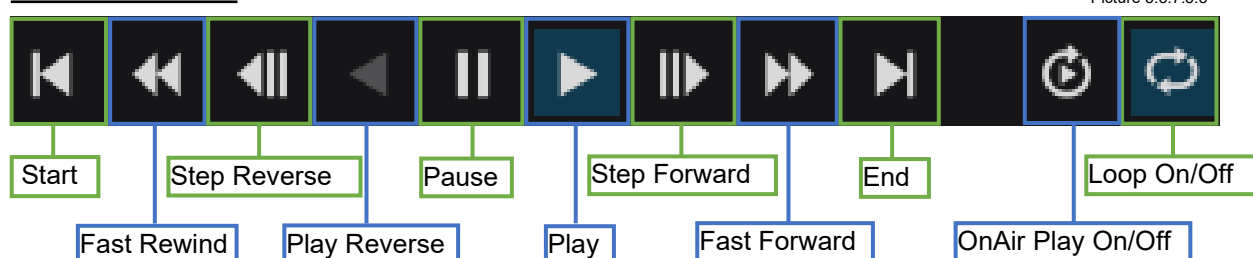 Start
Step Reverse
Pause
Step Forward
End
Loop On/Off
Fast Rewind
Play Reverse
Play
Fast Forward
OnAir Play On/Off